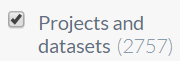 Projects and
datasets (2757)